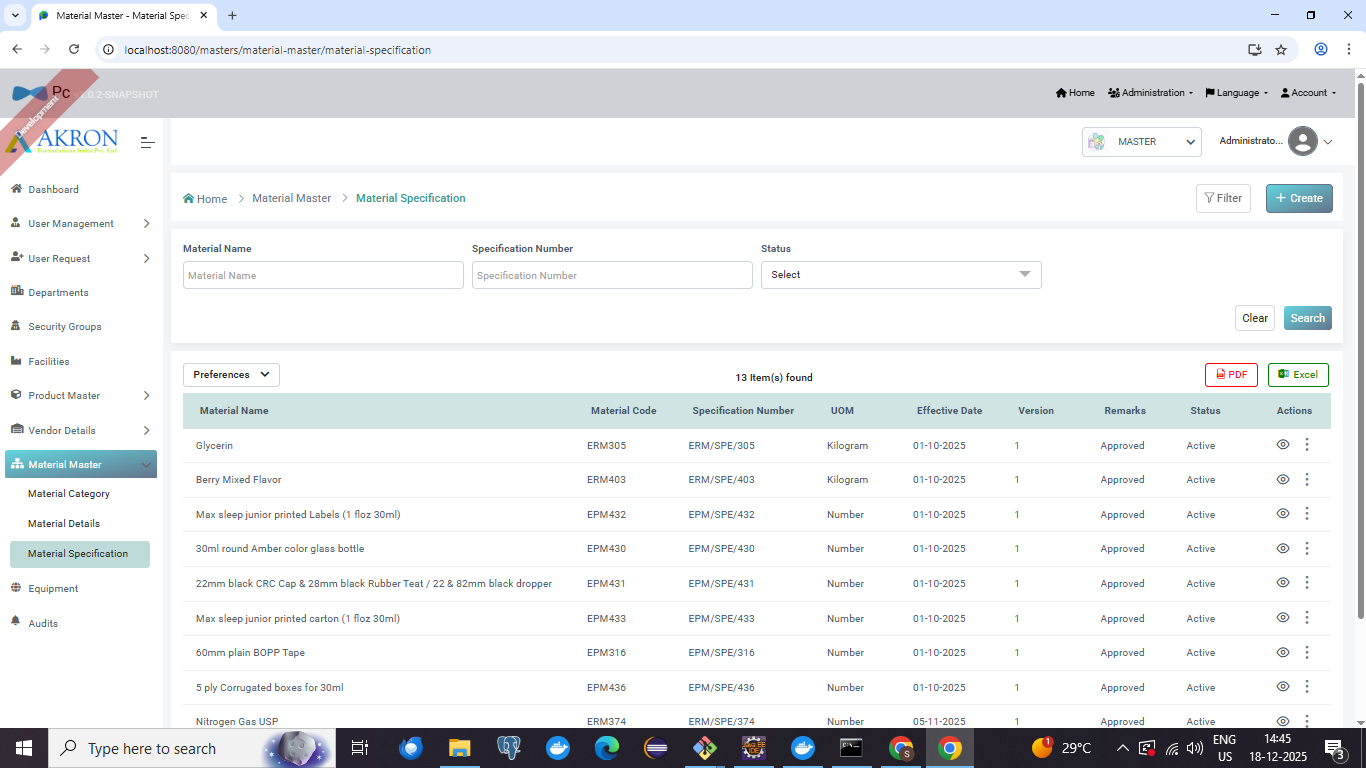 Material Master - Material Spec
localhost:8080/masters/material-master/material-specification
Pc v1.0.2-SNAPSHOT
Development
Home Administration Language Account
AKRON
Formulations India Pvt Ltd
MASTER Administrato...
Dashboard
User Management
User Request
Departments
Security Groups
Facilities
Product Master
Vendor Details
Material Master
Material Category
Material Details
Material Specification
Equipment
Audits
Home Material Master Material Specification
Filter + Create
Material Name Specification Number Status
Material Name Specification Number Select
Clear Search
Preferences 13 Item(s) found PDF Excel
Material Name Material Code Specification Number UOM Effective Date Version Remarks Status Actions
Glycerin ERM305 ERM/SPE/305 Kilogram 01-10-2025 1 Approved Active
Berry Mixed Flavor ERM403 ERM/SPE/403 Kilogram 01-10-2025 1 Approved Active
Max sleep junior printed Labels (1 floz 30ml) EPM432 EPM/SPE/432 Number 01-10-2025 1 Approved Active
30ml round Amber color glass bottle EPM430 EPM/SPE/430 Number 01-10-2025 1 Approved Active
22mm black CRC Cap & 28mm black Rubber Teat / 22 & 82mm black dropper EPM431 EPM/SPE/431 Number 01-10-2025 1 Approved Active
Max sleep junior printed carton (1 floz 30ml) EPM433 EPM/SPE/433 Number 01-10-2025 1 Approved Active
60mm plain BOPP Tape EPM316 EPM/SPE/316 Number 01-10-2025 1 Approved Active
5 ply Corrugated boxes for 30ml EPM436 EPM/SPE/436 Number 01-10-2025 1 Approved Active
Nitrogen Gas USP ERM374 ERM/SPE/374 Number 05-11-2025 1 Approved Active
Type here to search
S
1
29°C
ENG
US
14:45
18-12-2025
3